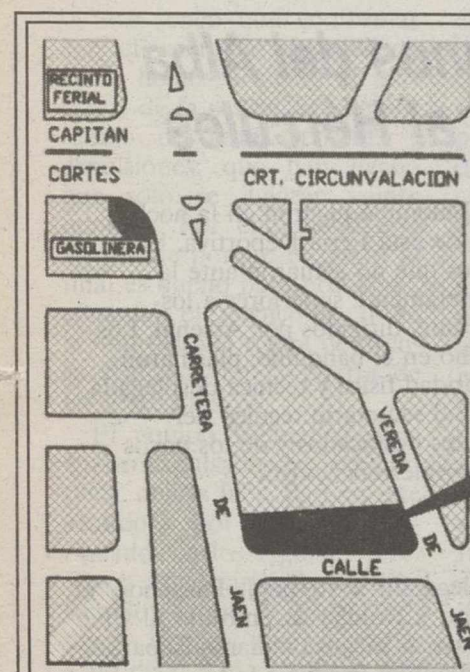 RECINTO
FERIAL
CAPITAN
CORTES
CRT. CIRCUNVALACION
GASOLINERA
CARRETERA
DE
JAEN
VEREDA
DE
JAEN
CALLE